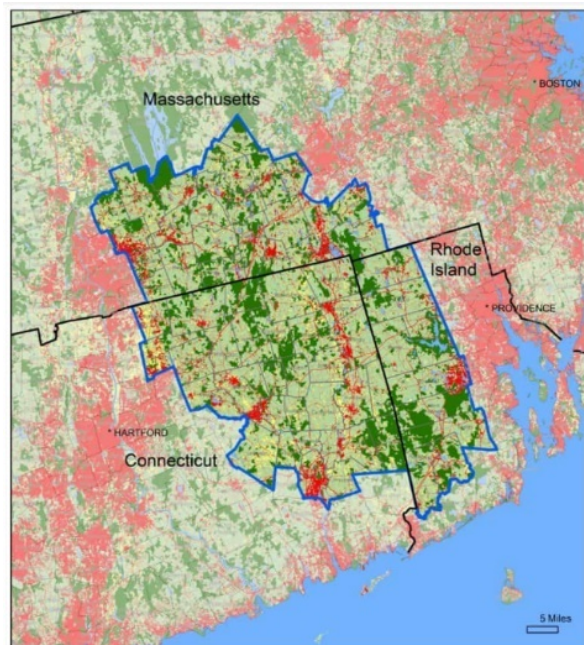 * BOSTON
Massachusetts
Rhode
Island
* PROVIDENCE
* HARTFORD
Connecticut
5 Miles